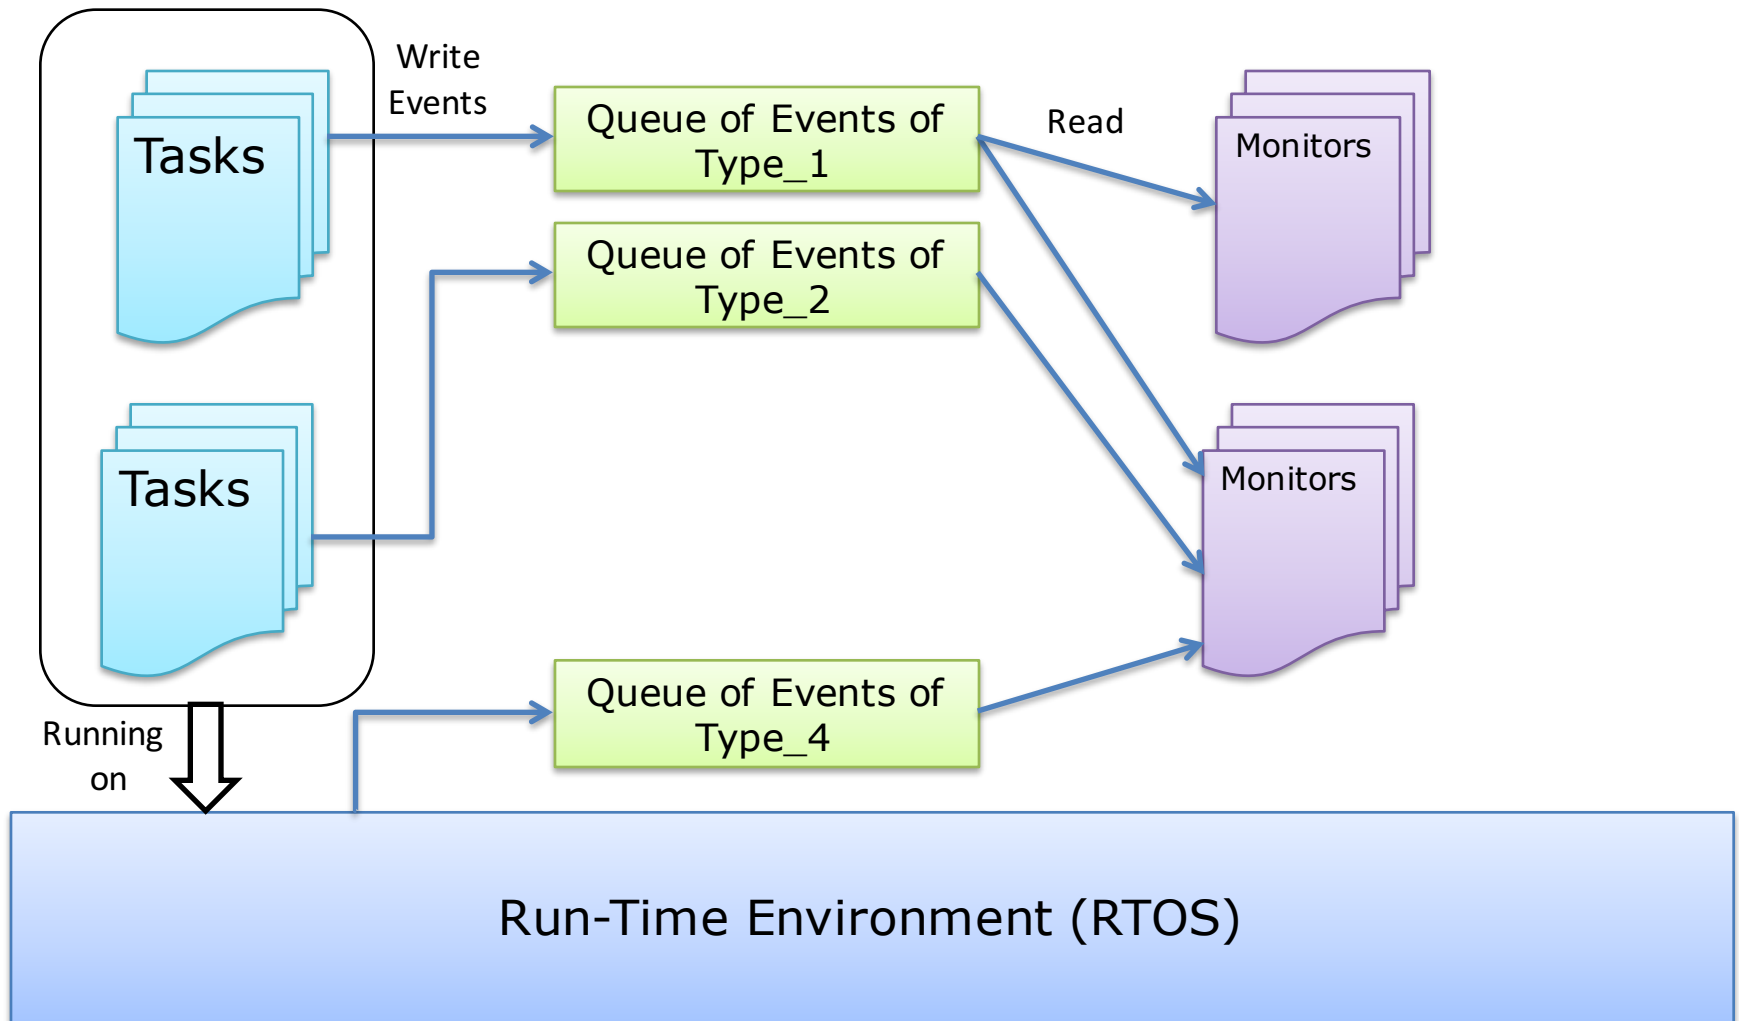 Write
Events
Tasks
Queue of Events of
Type_1
Read
Monitors
Queue of Events of
Type_2
Tasks
Monitors
Queue of Events of
Type_4
Running
on
Run-Time Environment (RTOS)